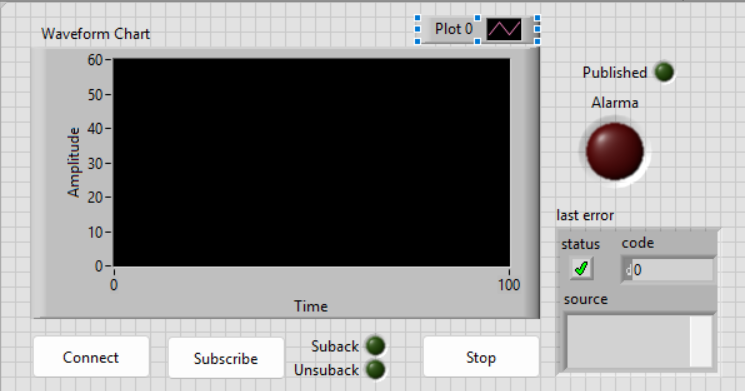 Waveform Chart
Plot 0
60
50
40
30
20
10
0
Amplitude
0
100
Time
Published
Alarma
last error
status
code
d 0
source
Connect
Subscribe
Suback
Unsuback
Stop